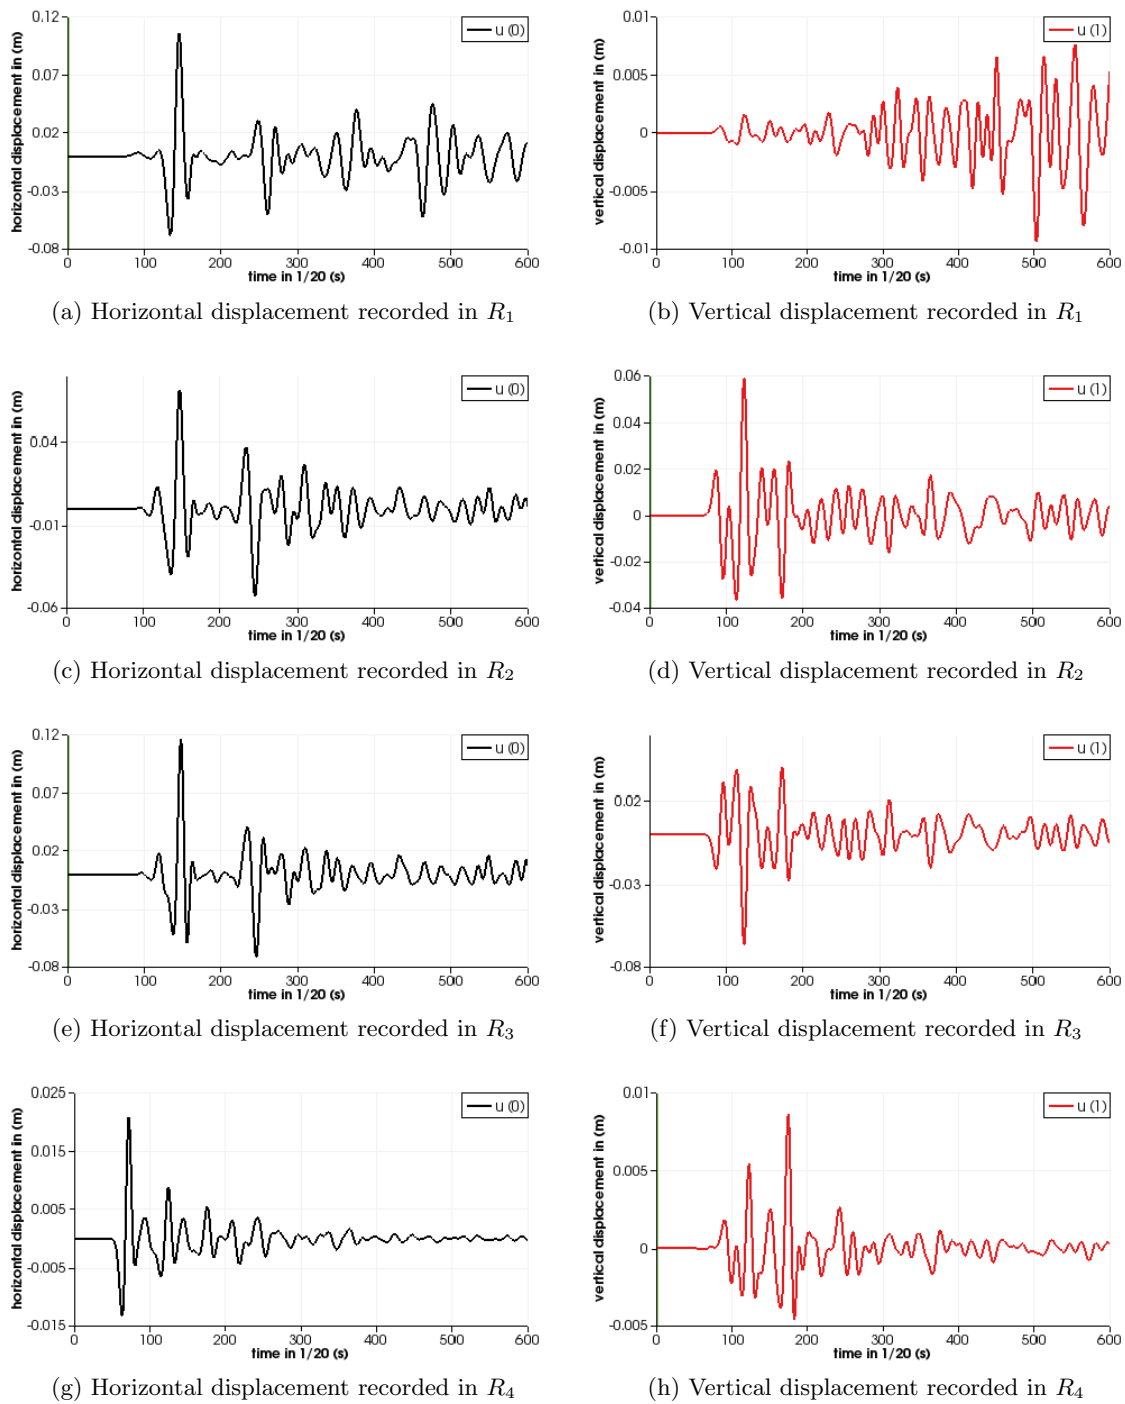 horizontal displacement in (m)
0.12
0.07
0.02
-0.03
-0.08
u (0)
0 100 200 300 400 500 600
time in 1/20 (s)
(a) Horizontal displacement recorded in R1
vertical displacement in (m)
0.01
0.005
0
-0.005
-0.01
u (1)
0 100 200 300 400 500 600
time in 1/20 (s)
(b) Vertical displacement recorded in R1
horizontal displacement in (m)
0.04
-0.01
-0.06
u (0)
0 100 200 300 400 500 600
time in 1/20 (s)
(c) Horizontal displacement recorded in R2
vertical displacement in (m)
0.06
0.04
0.02
0
-0.02
-0.04
u (1)
0 100 200 300 400 500 600
time in 1/20 (s)
(d) Vertical displacement recorded in R2
horizontal displacement in (m)
0.12
0.07
0.02
-0.03
-0.08
u (0)
0 100 200 300 400 500 600
time in 1/20 (s)
(e) Horizontal displacement recorded in R3
vertical displacement in (m)
0.02
-0.03
-0.08
u (1)
0 100 200 300 400 500 600
time in 1/20 (s)
(f) Vertical displacement recorded in R3
horizontal displacement in (m)
0.025
0.015
0.005
-0.005
-0.015
u (0)
0 100 200 300 400 500 600
time in 1/20 (s)
(g) Horizontal displacement recorded in R4
vertical displacement in (m)
0.01
0.005
0
-0.005
u (1)
0 100 200 300 400 500 600
time in 1/20 (s)
(h) Vertical displacement recorded in R4